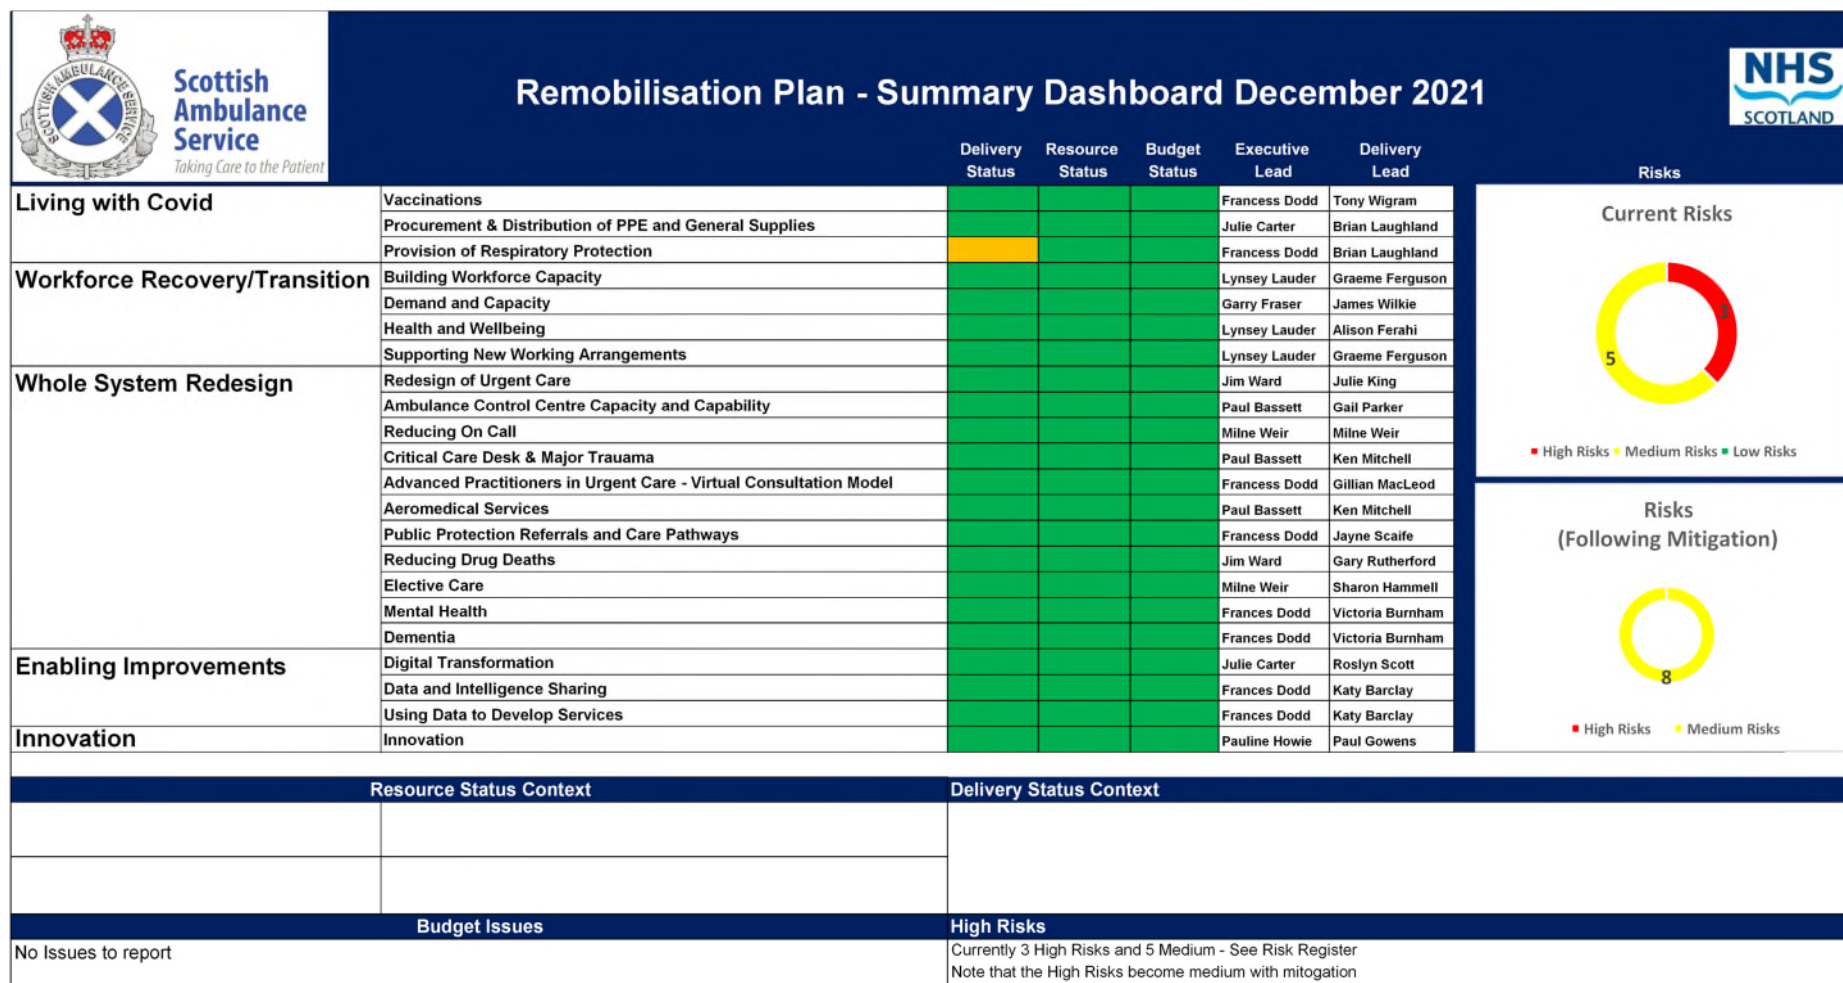 SCOTTISH AMBULANCE SERVICE
Scottish
Ambulance
Service
Taking Care to the Patient
Remobilisation Plan - Summary Dashboard December 2021
NHS
SCOTLAND
Delivery Status Resource Status Budget Status Executive Lead Delivery Lead Risks
Living with Covid Vaccinations Francess Dodd Tony Wigram
Procurement & Distribution of PPE and General Supplies Julie Carter Brian Laughland
Provision of Respiratory Protection Francess Dodd Brian Laughland
Workforce Recovery/Transition Building Workforce Capacity Lynsey Lauder Graeme Ferguson
Demand and Capacity Garry Fraser James Wilkie
Health and Wellbeing Lynsey Lauder Alison Ferahi
Supporting New Working Arrangements Lynsey Lauder Graeme Ferguson
Whole System Redesign Redesign of Urgent Care Jim Ward Julie King
Ambulance Control Centre Capacity and Capability Paul Bassett Gail Parker
Reducing On Call Milne Weir Milne Weir
Critical Care Desk & Major Trauama Paul Bassett Ken Mitchell
Advanced Practitioners in Urgent Care - Virtual Consultation Model Francess Dodd Gillian MacLeod
Aeromedical Services Paul Bassett Ken Mitchell
Public Protection Referrals and Care Pathways Francess Dodd Jayne Scaife
Reducing Drug Deaths Jim Ward Gary Rutherford
Elective Care Milne Weir Sharon Hammell
Mental Health Frances Dodd Victoria Burnham
Dementia Frances Dodd Victoria Burnham
Enabling Improvements Digital Transformation Julie Carter Roslyn Scott
Data and Intelligence Sharing Frances Dodd Katy Barclay
Using Data to Develop Services Frances Dodd Katy Barclay
Innovation Innovation Pauline Howie Paul Gowens
Current Risks
3
5
High Risks Medium Risks Low Risks
Risks
(Following Mitigation)
8
High Risks Medium Risks
Resource Status Context Delivery Status Context
Budget Issues High Risks
No Issues to report
Currently 3 High Risks and 5 Medium - See Risk Register
Note that the High Risks become medium with mitogation